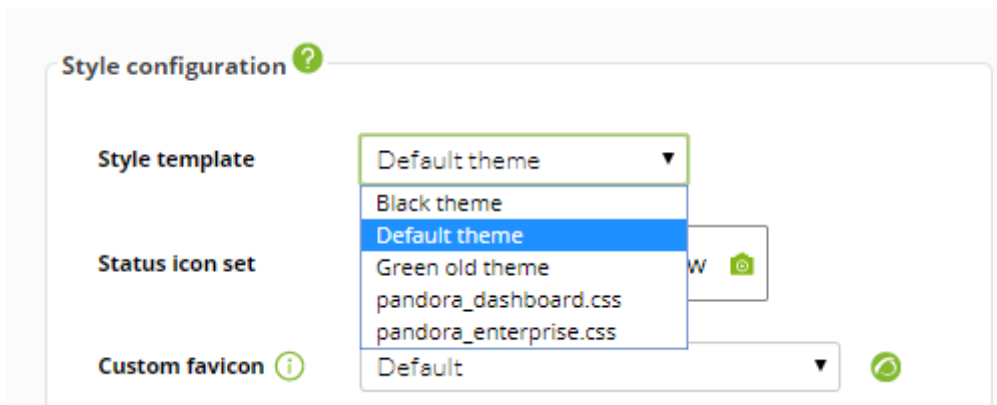 Style configuration ?
Style template
Default theme
Black theme
Default theme
Green old theme
pandora_dashboard.css
pandora_enterprise.css
Status icon set
w
Custom favicon i
Default